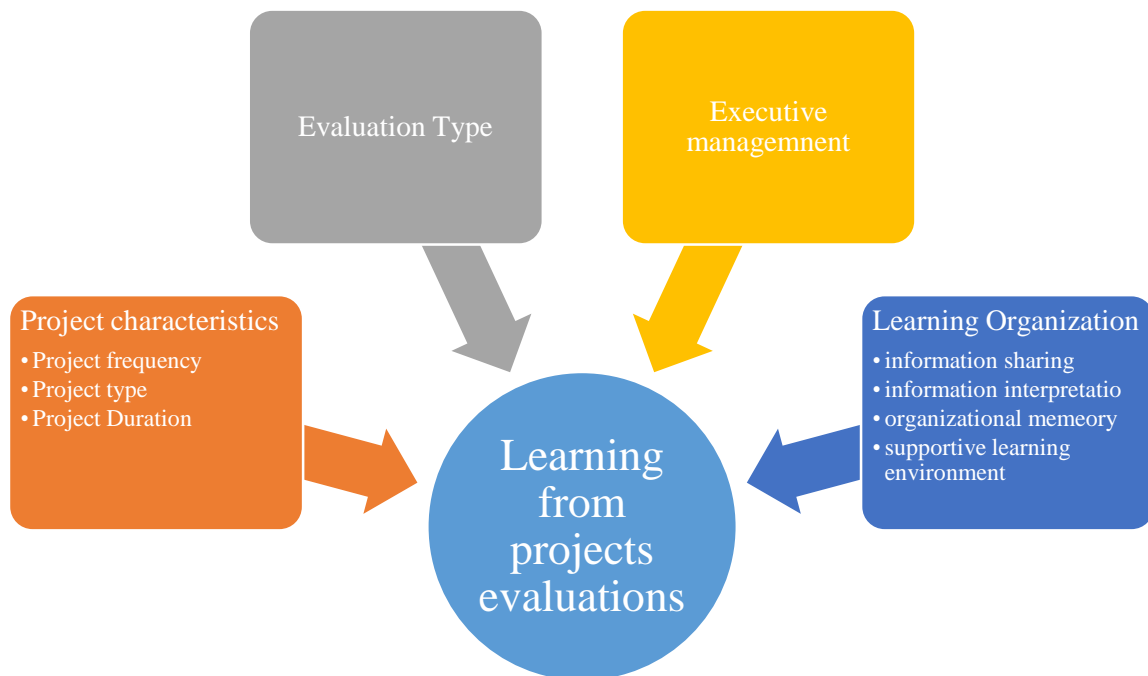 Evaluation Type
Executive
managemnent
Project characteristics
• Project frequency
• Project type
• Project Duration
Learning Organization
• information sharing
• information interpretatio
• organizational memeory
• supportive learning
environment
Learning
from
projects
evaluations